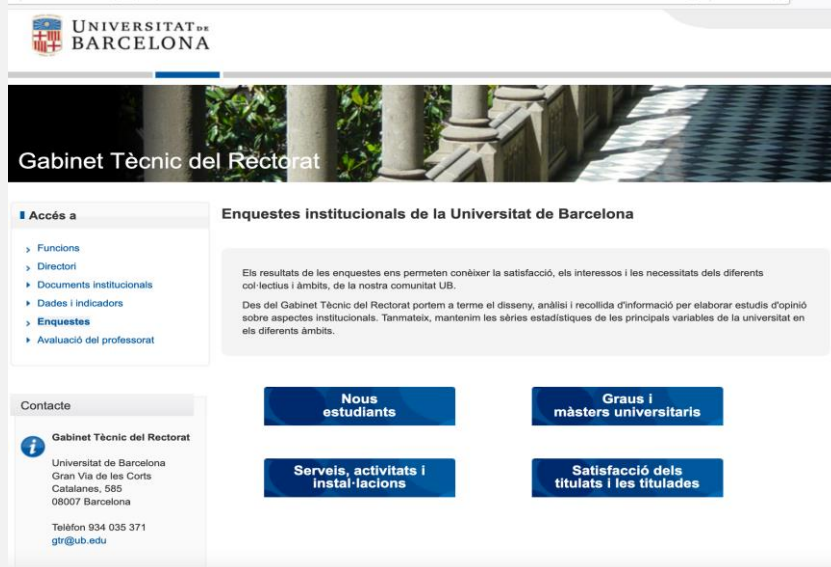 UNIVERSITAT DE
BARCELONA
Gabinet Tècnic del Rectorat
Accés a
Funcions
Directori
Documents institucionals
Dades i indicadors
Enquestes
Avaluació del professorat
Contacte
Gabinet Tècnic del Rectorat
Universitat de Barcelona
Gran Via de les Corts
Catalanes, 585
08007 Barcelona
Telèfon 934 035 371
gtr@ub.edu
Enquestes institucionals de la Universitat de Barcelona
Els resultats de les enquestes ens permeten conèixer la satisfacció, els interessos i les necessitats dels diferents
col·lectius i àmbits, de la nostra comunitat UB.
Des del Gabinet Tècnic del Rectorat portem a terme el disseny, anàlisi i recollida d'informació per elaborar estudis d'opinió
sobre aspectes institucionals. Tanmateix, mantenim les sèries estadístiques de les principals variables de la universitat en
els diferents àmbits.
Nous
estudiants
Graus i
màsters universitaris
Serveis, activitats i
instal·lacions
Satisfacció dels
titulats i les titulades